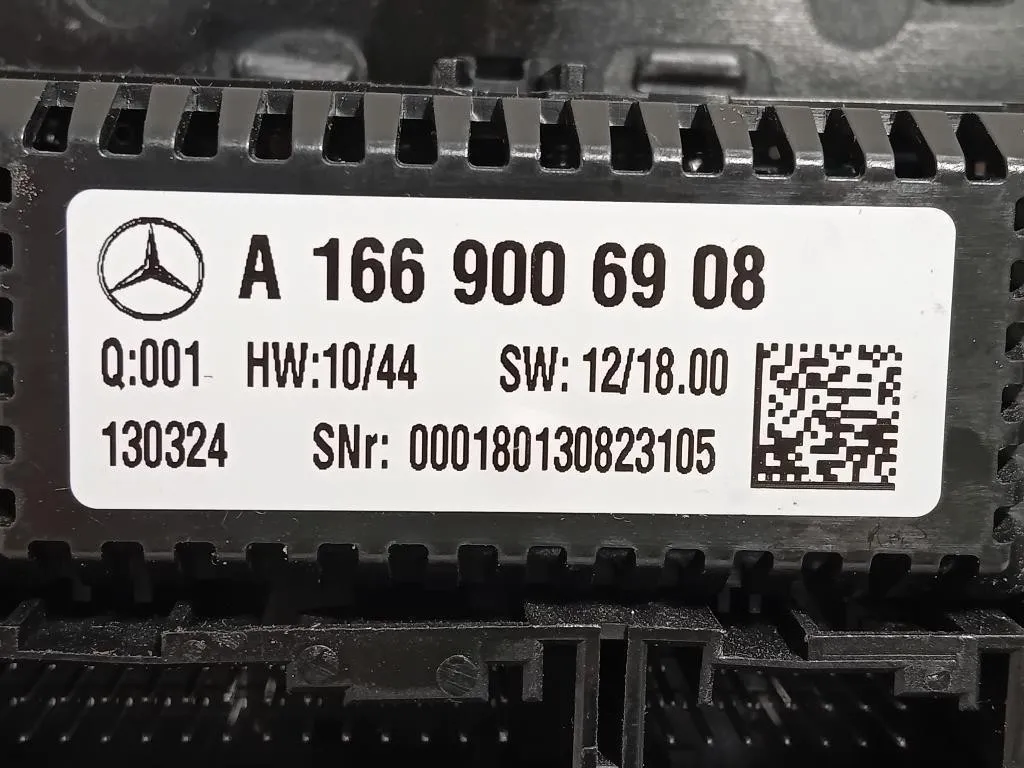 A 166 900 69 08
Q:001 HW:10/44 SW: 12/18.00
130324 SNr: 000180130823105